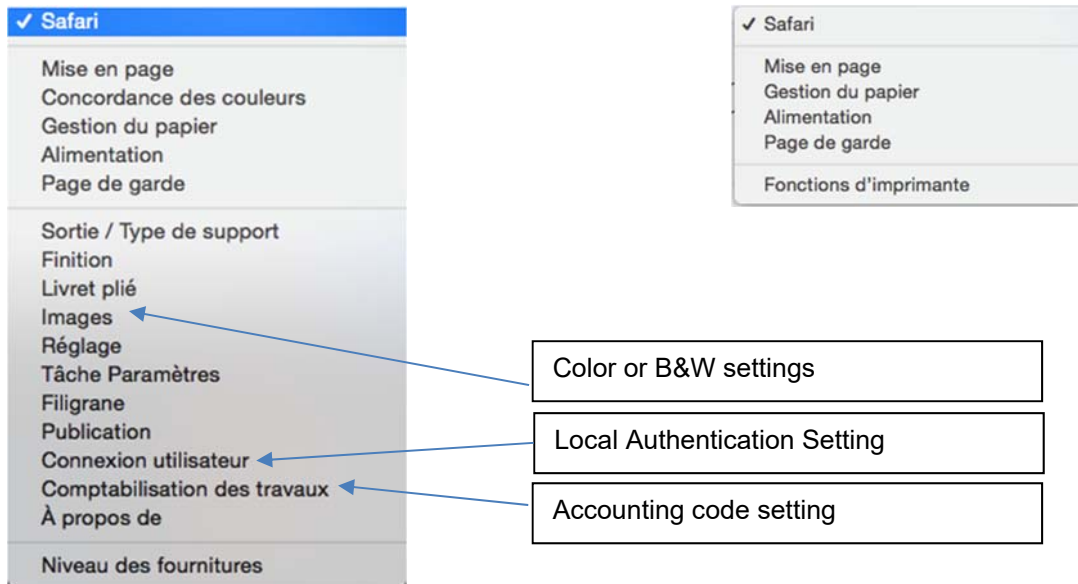 ✓ Safari
Mise en page
Concordance des couleurs
Gestion du papier
Alimentation
Page de garde
Sortie / Type de support
Finition
Livret plié
Images
Réglage
Tâche Paramètres
Filigrane
Publication
Connexion utilisateur
Comptabilisation des travaux
À propos de
Niveau des fournitures
✓ Safari
Mise en page
Gestion du papier
Alimentation
Page de garde
Fonctions d'imprimante
Color or B&W settings
Local Authentication Setting
Accounting code setting